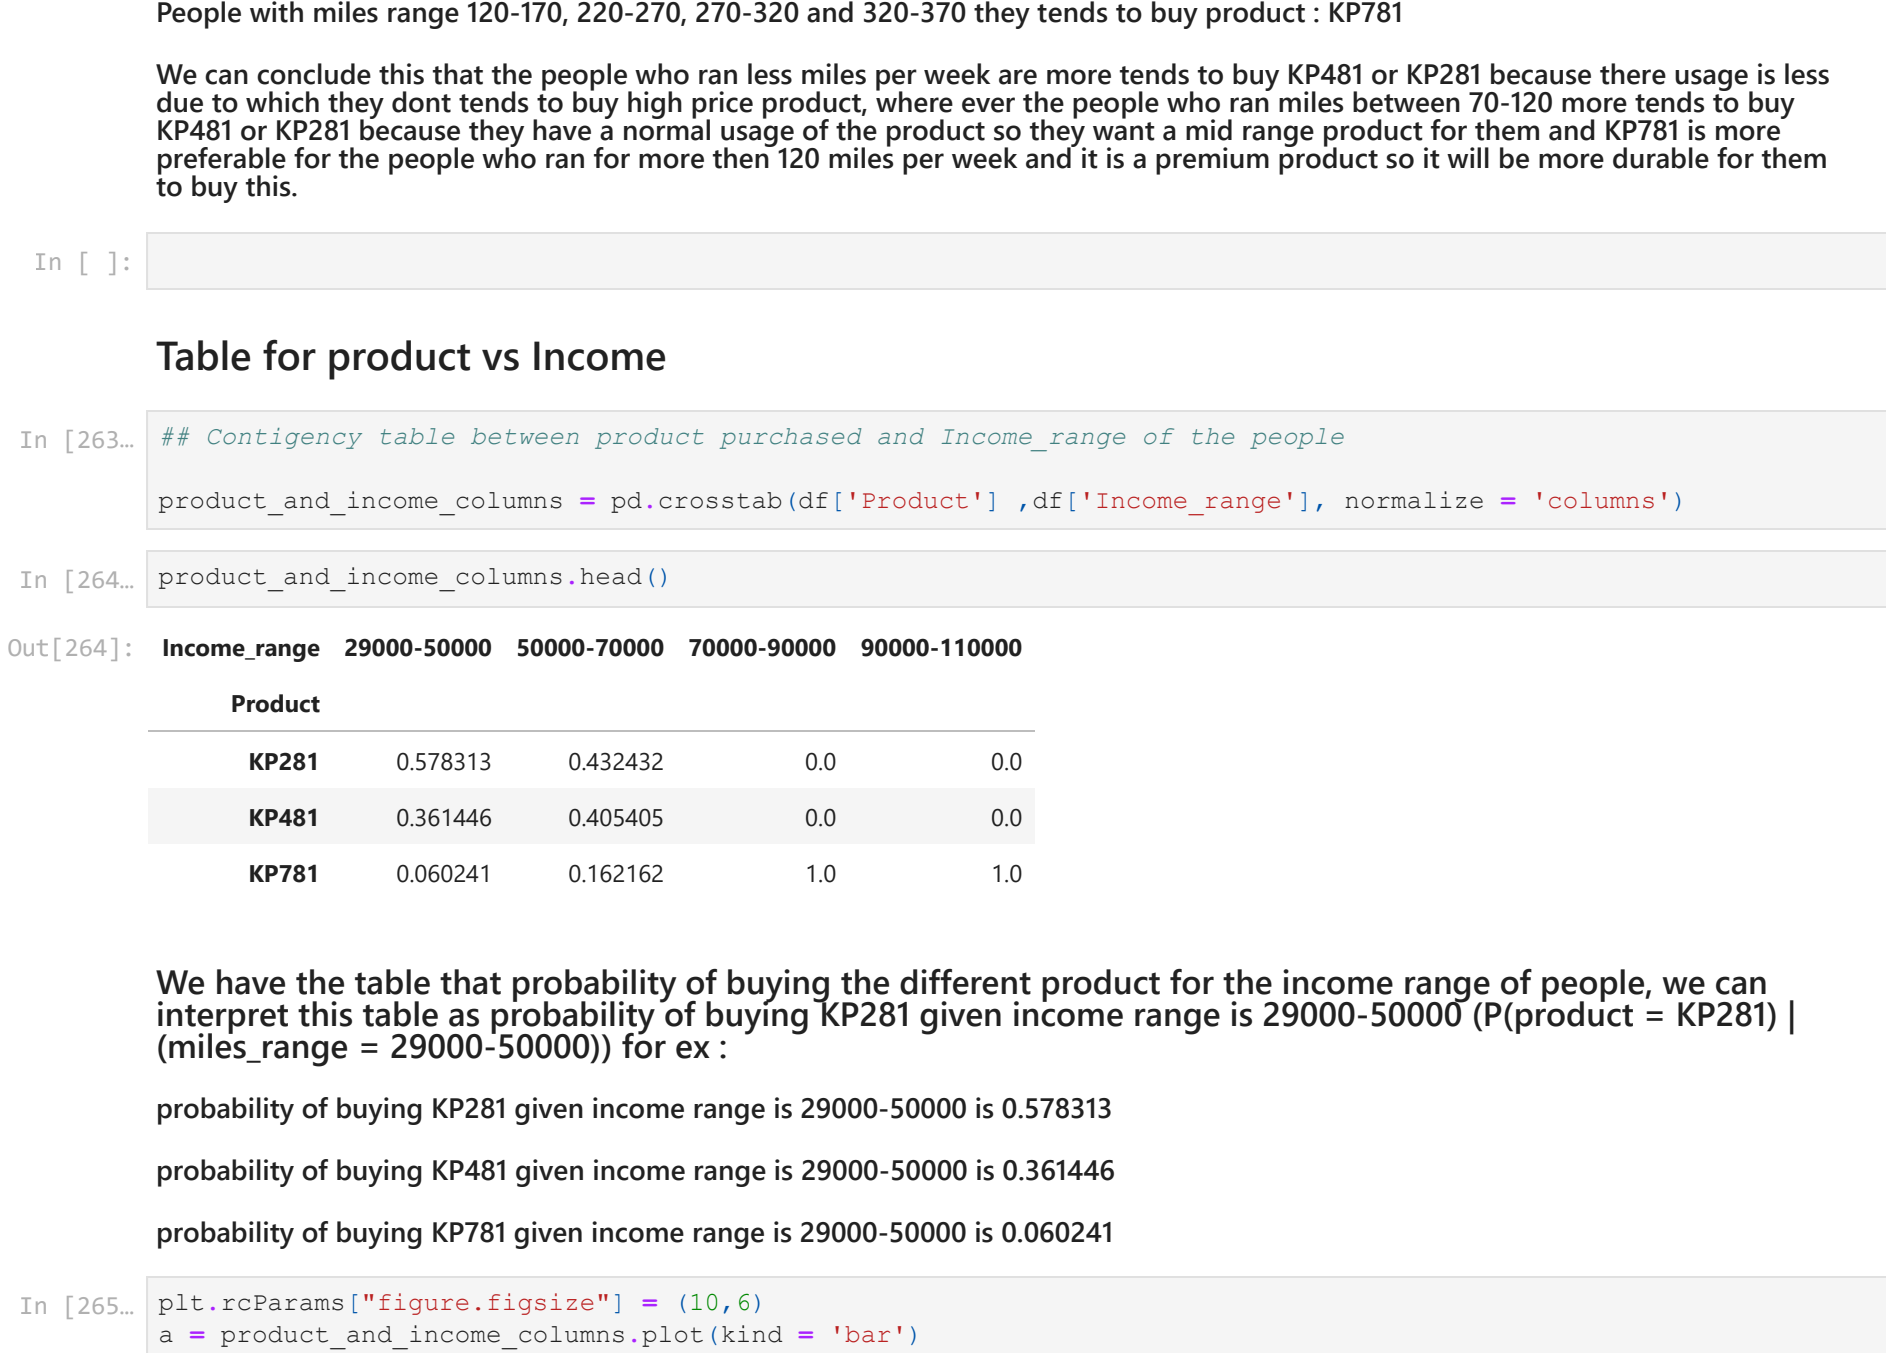 People with miles range 120-170, 220-270, 270-320 and 320-370 they tends to buy product : KP781
We can conclude this that the people who ran less miles per week are more tends to buy KP481 or KP281 because there usage is less
due to which they dont tends to buy high price product, where ever the people who ran miles between 70-120 more tends to buy
KP481 or KP281 because they have a normal usage of the product so they want a mid range product for them and KP781 is more
preferable for the people who ran for more then 120 miles per week and it is a premium product so it will be more durable for them
to buy this.
In [ ]:
Table for product vs Income
In [263… ## Contigency table between product purchased and Income_range of the people
product_and_income_columns = pd.crosstab(df['Product'] ,df['Income_range'], normalize = 'columns')
In [264… product_and_income_columns.head()
Out[264]: Income_range 29000-50000 50000-70000 70000-90000 90000-110000
Product
KP281 0.578313 0.432432 0.0 0.0
KP481 0.361446 0.405405 0.0 0.0
KP781 0.060241 0.162162 1.0 1.0
We have the table that probability of buying the different product for the income range of people, we can
interpret this table as probability of buying KP281 given income range is 29000-50000 (P(product = KP281) |
(miles_range = 29000-50000)) for ex :
probability of buying KP281 given income range is 29000-50000 is 0.578313
probability of buying KP481 given income range is 29000-50000 is 0.361446
probability of buying KP781 given income range is 29000-50000 is 0.060241
In [265… plt.rcParams["figure.figsize"] = (10,6)
a = product_and_income_columns.plot(kind = 'bar')